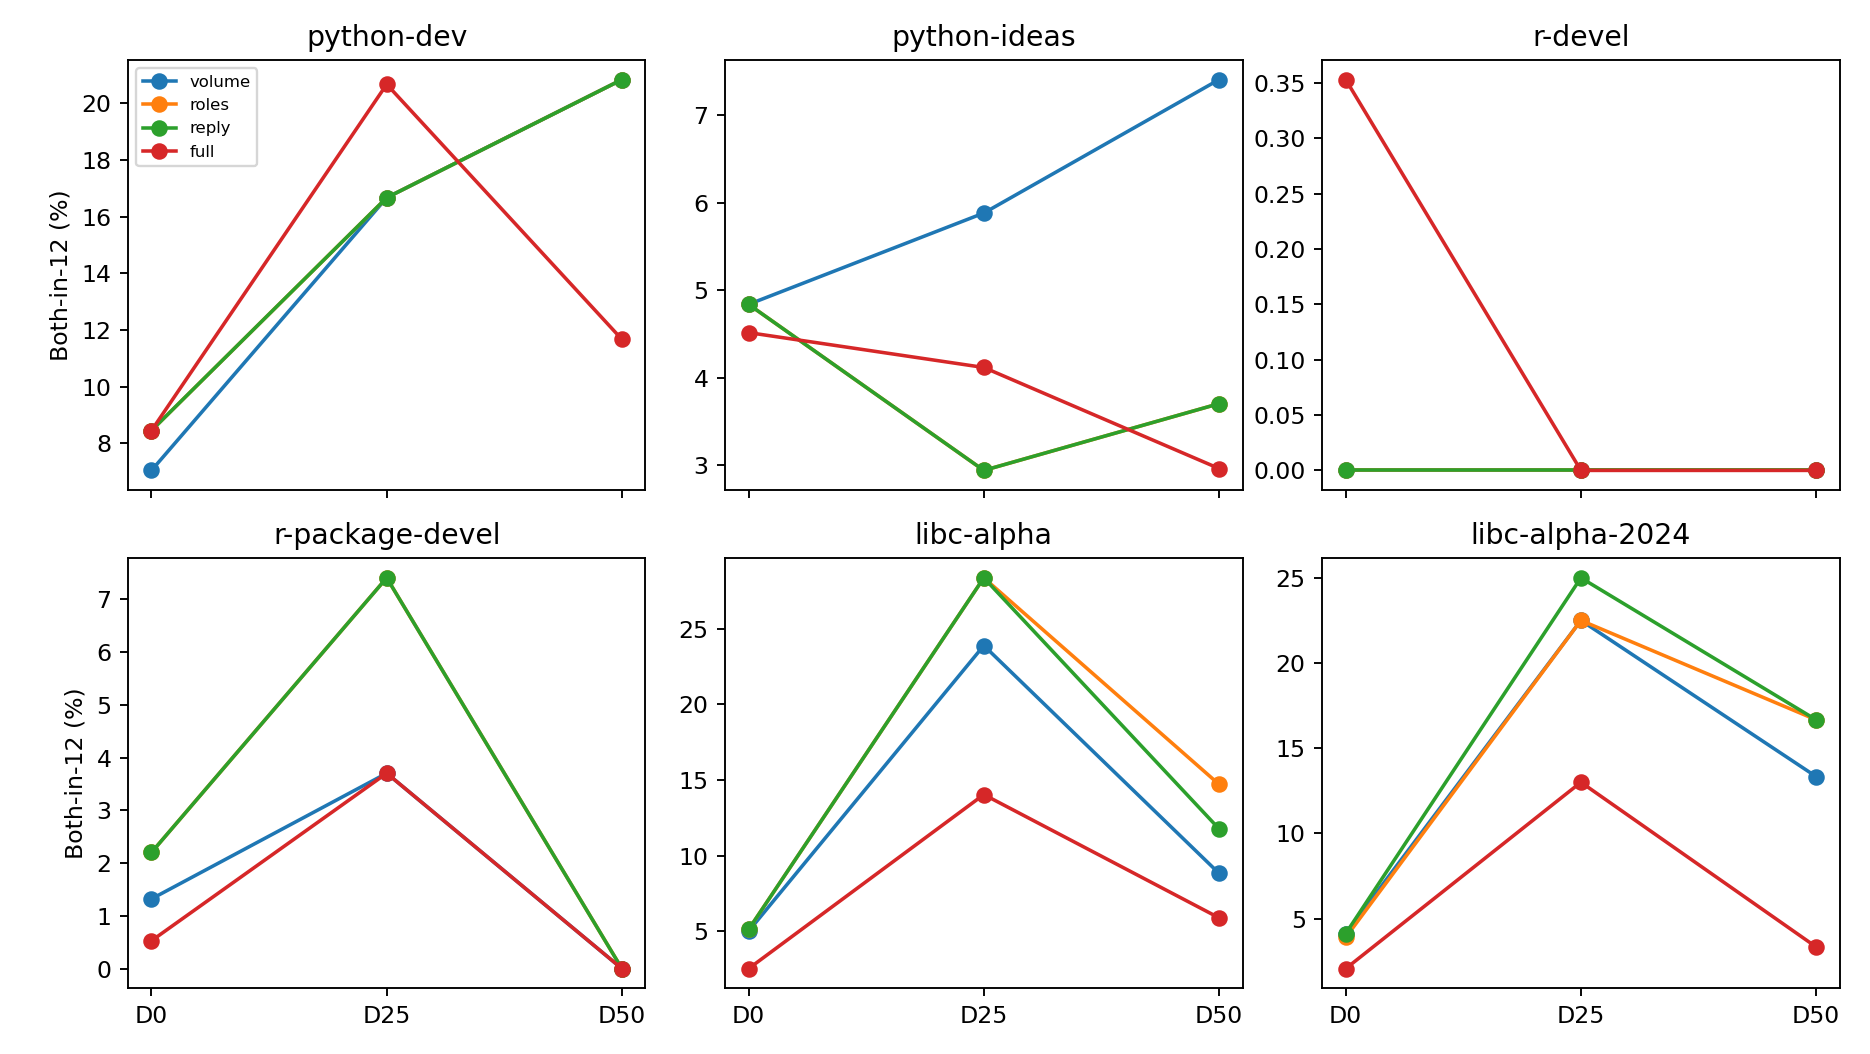 python-dev
Both-in-12 (%)
20
18
16
14
12
10
8
volume
roles
reply
full
python-ideas
7
6
5
4
3
r-devel
0.35
0.30
0.25
0.20
0.15
0.10
0.05
0.00
r-package-devel
Both-in-12 (%)
7
6
5
4
3
2
1
0
D0 D25 D50
libc-alpha
25
20
15
10
5
D0 D25 D50
libc-alpha-2024
25
20
15
10
5
D0 D25 D50